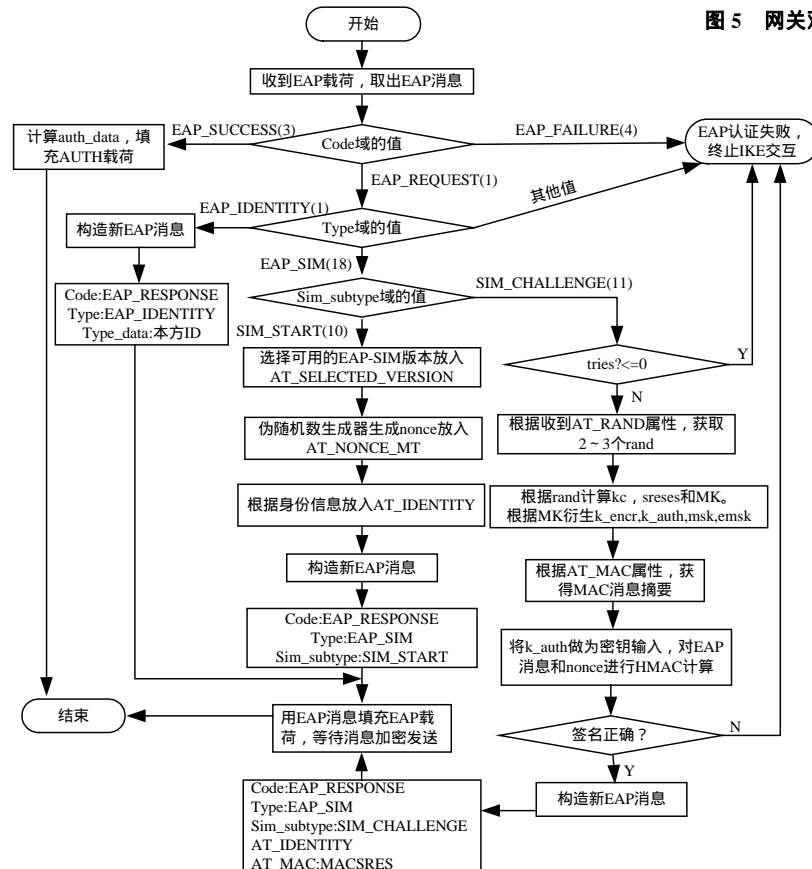 图 5 网关对
开始
收到EAP载荷，取出EAP消息
EAP_SUCCESS(3)
EAP_FAILURE(4)
计算auth_data，填
充AUTH载荷
Code域的值
EAP认证失败，
终止IKE交互
EAP_REQUEST(1)
其他值
EAP_IDENTITY(1)
构造新EAP消息
Type域的值
EAP_SIM(18)
SIM_CHALLENGE(11)
Code:EAP_RESPONSE
Type:EAP_IDENTITY
Type_data:本方ID
Sim_subtype域的值
SIM_START(10)
选择可用的EAP-SIM版本放入
AT_SELECTED_VERSION
tries?<=0
Y
N
伪随机数生成器生成nonce放入
AT_NONCE_MT
根据收到AT_RAND属性，获取
2～3个rand
根据身份信息放入AT_IDENTITY
根据rand计算kc，sreses和MK。
根据MK衍生k_encr,k_auth,msk,emsk
构造新EAP消息
根据AT_MAC属性，获
得MAC消息摘要
Code:EAP_RESPONSE
Type:EAP_SIM
Sim_subtype:SIM_START
将k_auth做为密钥输入，对EAP
消息和nonce进行HMAC计算
结束
用EAP消息填充EAP载
荷，等待消息加密发送
签名正确？
N
Y
Code:EAP_RESPONSE
Type:EAP_SIM
Sim_subtype:SIM_CHALLENGE
AT_IDENTITY
AT_MAC:MACSRES
构造新EAP消息